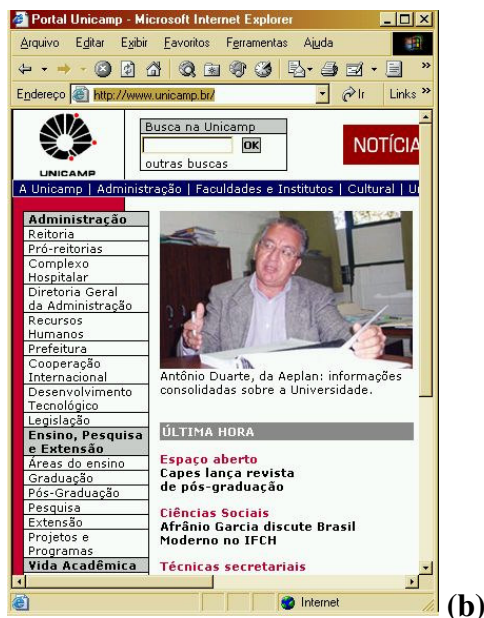 Portal Unicamp - Microsoft Internet Explorer
Arquivo Editar Exibir Favoritos Ferramentas Ajuda
Endereço http://www.unicamp.br/ Ir Links »
UNICAMP
Busca na Unicamp
OK
outras buscas
NOTÍCIA
A Unicamp | Administração | Faculdades e Institutos | Cultural | U
Administração
Reitoria
Pró-reitorias
Complexo
Hospitalar
Diretoria Geral
da Administração
Recursos
Humanos
Prefeitura
Cooperação
Internacional
Desenvolvimento
Tecnológico
Legislação
Ensino, Pesquisa
e Extensão
Áreas do ensino
Graduação
Pós-Graduação
Pesquisa
Extensão
Projetos e
Programas
Vida Acadêmica
Antônio Duarte, da Aeplan: informações
consolidadas sobre a Universidade.
ÚLTIMA HORA
Espaço aberto
Capes lança revista
de pós-graduação
Ciências Sociais
Afrânio Garcia discute Brasil
Moderno no IFCH
Técnicas secretariais
Internet
(b)